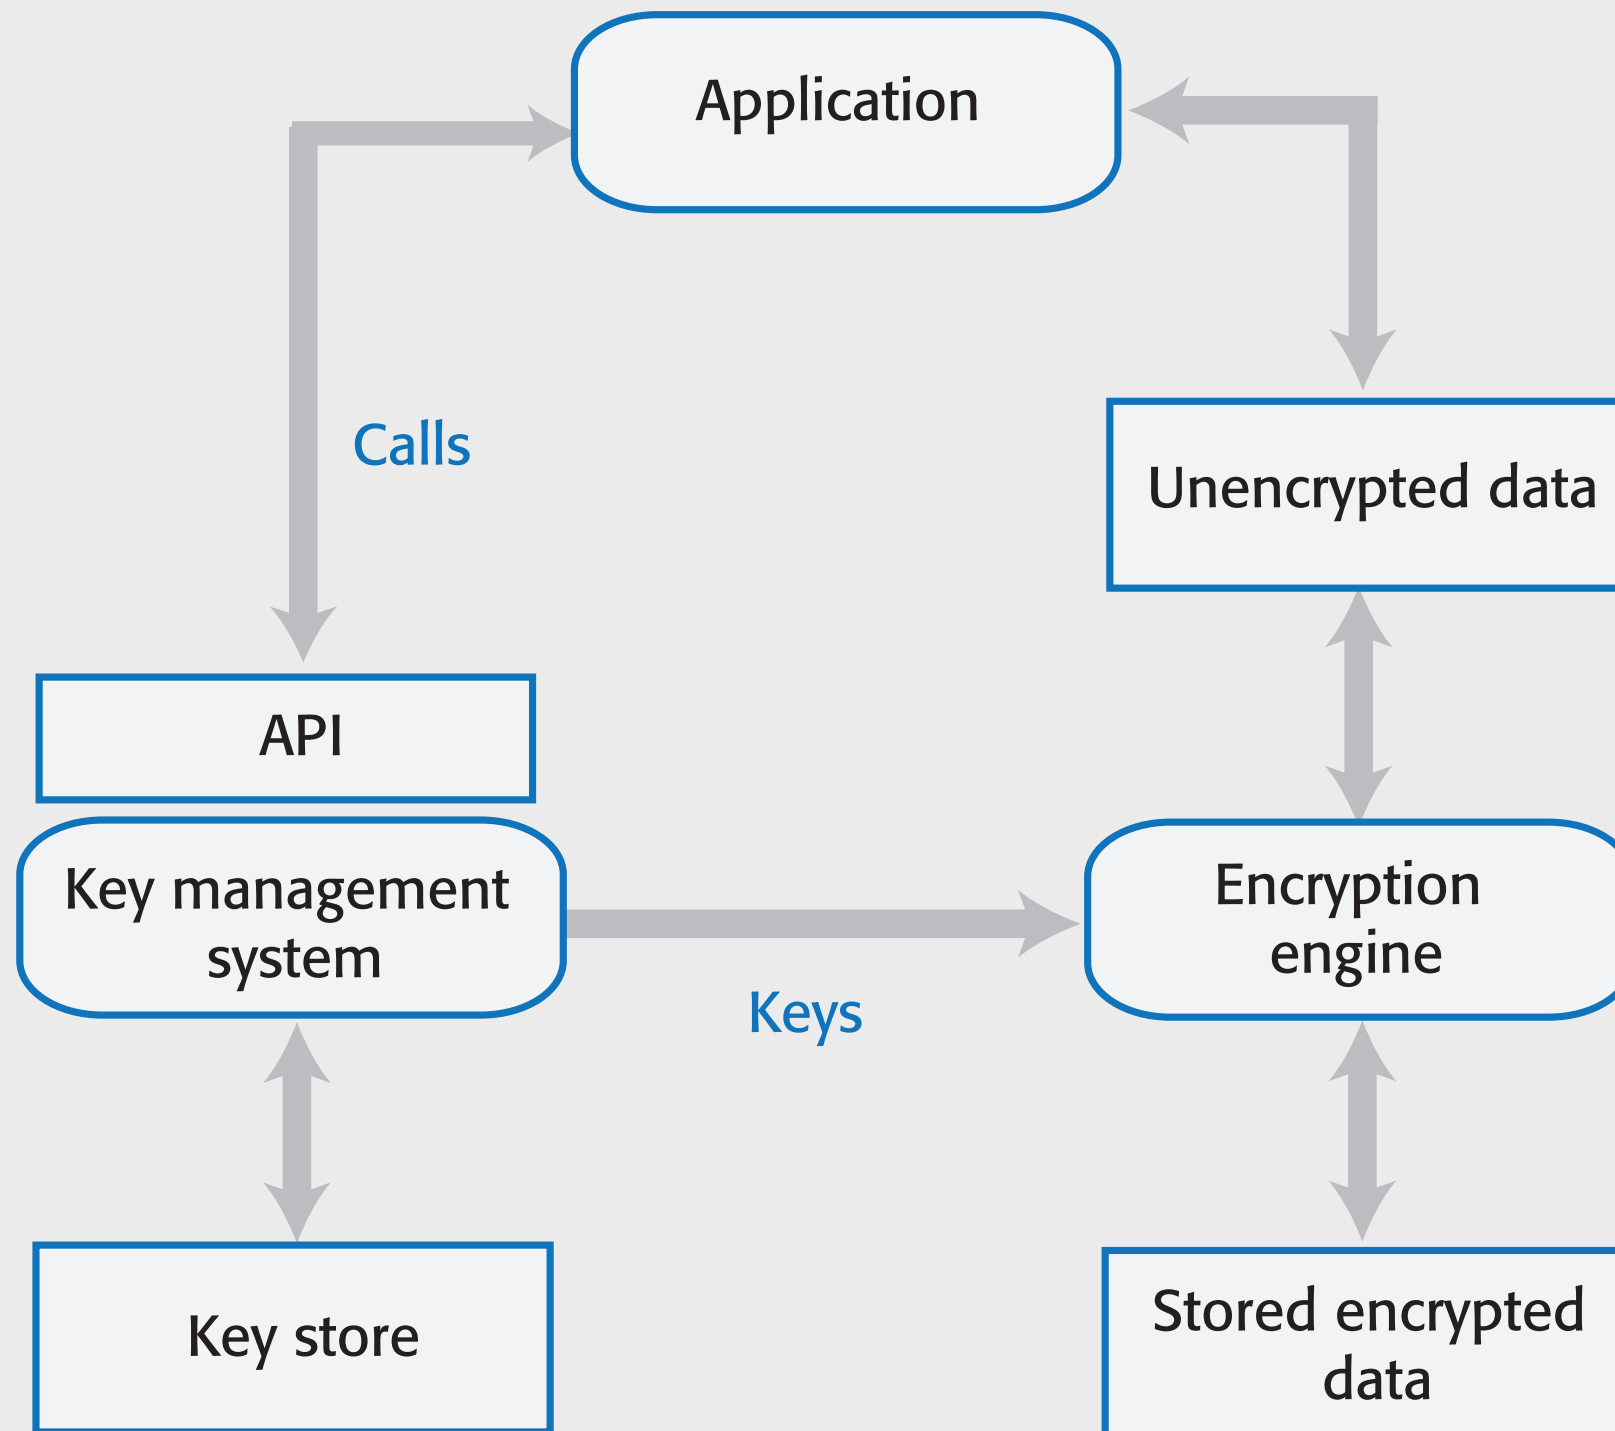 Application
Calls
Unencrypted data
API
Key management
system
Encryption
engine
Keys
Key store
Stored encrypted
data